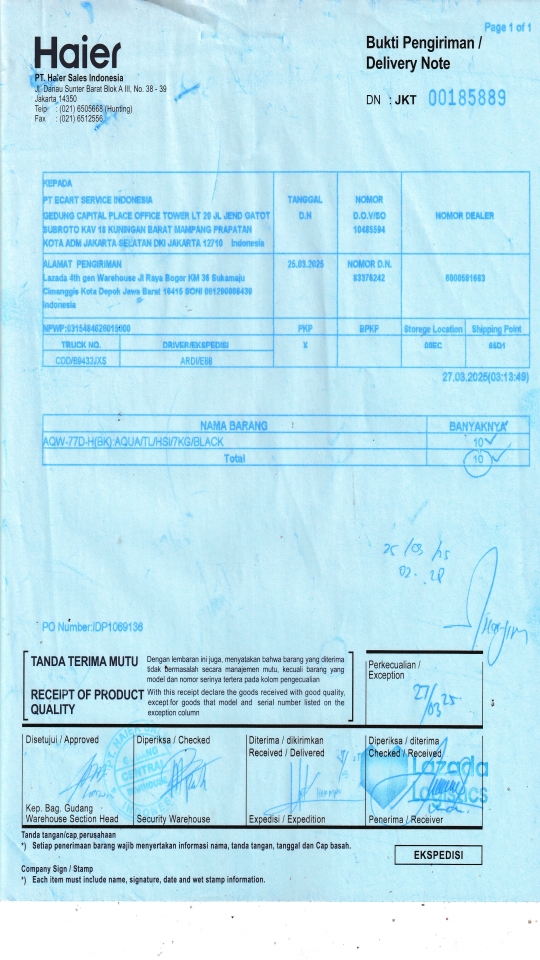 Page 1 of 1
Haier
Bukti Pengiriman /
Delivery Note
PT. Haier Sales Indonesia
Jl. Danau Sunter Barat Blok A III, No. 38 - 39
Jakarta 14350
Telp : (021) 6505668 (Hunting)
Fax : (021) 6512556
DN : JKT 00185889
KEPADA
PT ECART SERVICE INDONESIA
GEDUNG CAPITAL PLACE OFFICE TOWER LT 20 JL JEND GATOT
SUBROTO KAV 18 KUNINGAN BARAT MAMPANG PRAPATAN
KOTA ADM JAKARTA SELATAN DKI JAKARTA 12710 Indonesia
TANGGAL
D.N
NOMOR
D.O.V/SO
10485594
NOMOR DEALER
ALAMAT PENGIRIMAN
Lazada 4th gen Warehouse Jl Raya Bogor KM 36 Sukamaju
Cimanggis Kota Depok Jawa Barat 16415
Indonesia
25.03.2025
NOMOR D.N.
83376242
NPWP:
PKP
BPKP
Storege Location
Shipping Point
TRUCK NO.
DRIVER/EKSPEDISI
X
COD/B9433JXS
ARDI/EBB
27.03.2025(03:13:49)
NAMA BARANG
BANYAKNYA
AQW-77D-H(BK):AQUA/TL/HSI/7KG/BLACK
10
Total
10
25/03/25
PO Number:IDP1069136
TANDA TERIMA MUTU
Dengan lembaran ini juga, menyatakan bahwa barang yang diterima
tidak bermasalah secara manajemen mutu, kecuali barang yang
model dan nomor serinya tertera pada kolom pengecualian
RECEIPT OF PRODUCT
QUALITY
With this receipt declare the goods received with good quality,
except for goods that model and serial number listed on the
exception column
Perkecualian /
Exception
27/03 25
Disetujui / Approved
Diperiksa / Checked
Diterima / dikirimkan
Received / Delivered
Diperiksa / diterima
Checked / Received
CENTRAL
WAREHOUSE
Lazada
Logistics
Kep. Bag. Gudang
Warehouse Section Head
Security Warehouse
Expedisi / Expedition
Penerima / Receiver
Tanda tangan/cap perusahaan
*) Setiap penerimaan barang wajib menyertakan informasi nama, tanda tangan, tanggal dan Cap basah.
EKSPEDISI
Company Sign / Stamp
*) Each item must include name, signature, date and wet stamp information.